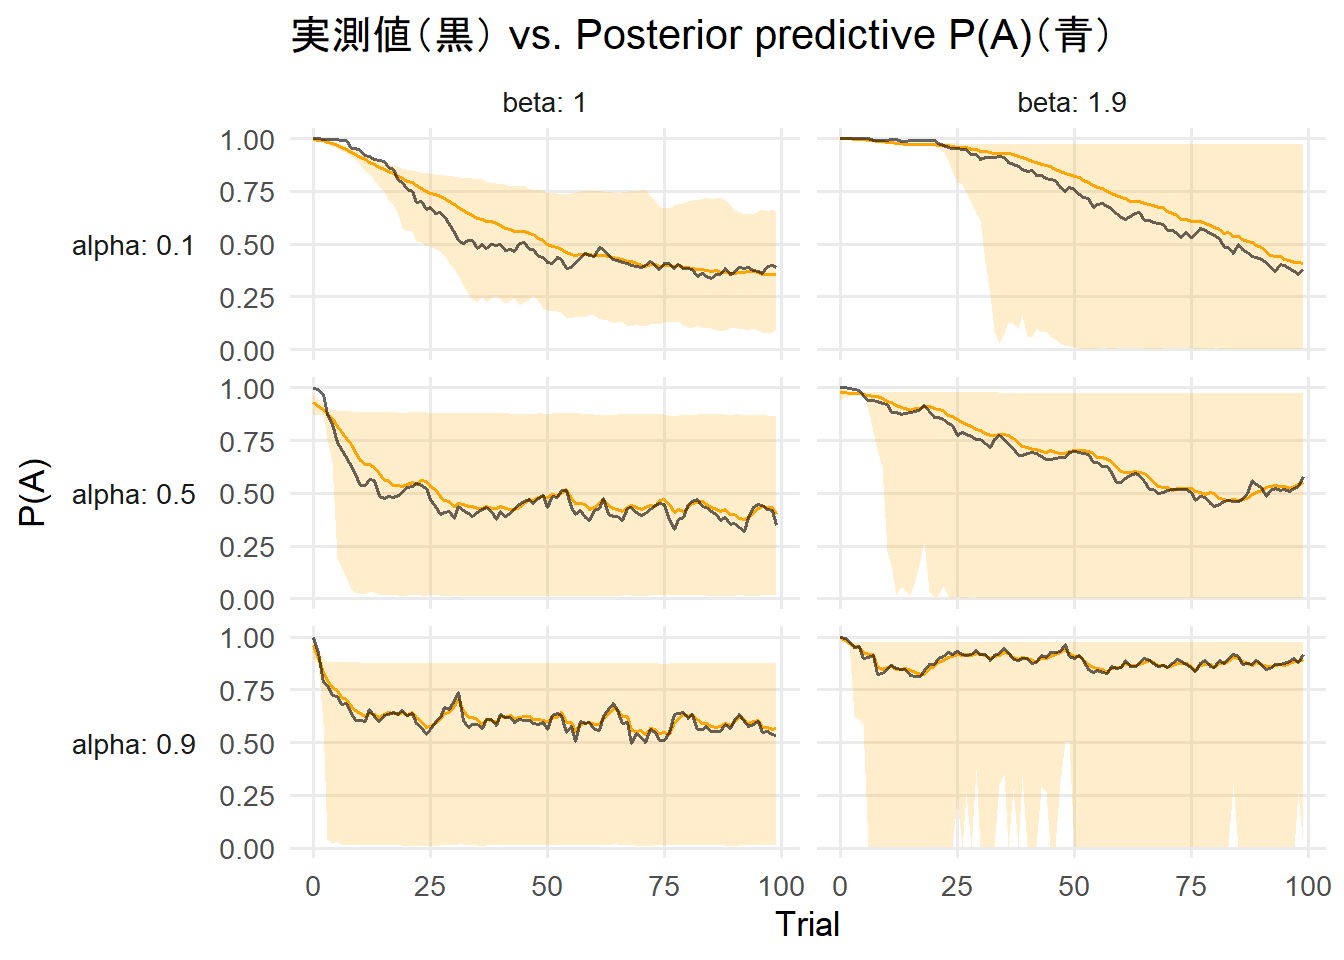 実測値（黒） vs. Posterior predictive P(A)（青）
beta: 1
beta: 1.9
P(A)
alpha: 0.1
1.00
0.75
0.50
0.25
0.00
alpha: 0.5
1.00
0.75
0.50
0.25
0.00
alpha: 0.9
1.00
0.75
0.50
0.25
0.00
0 25 50 75 100 0 25 50 75 100
Trial